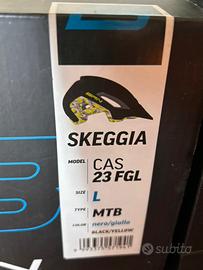 SKEGGIA
MODEL CAS
23 FGL
SIZE L
TYPE MTB
COLOR nero/giallo
BLACK/YELLOW
subito